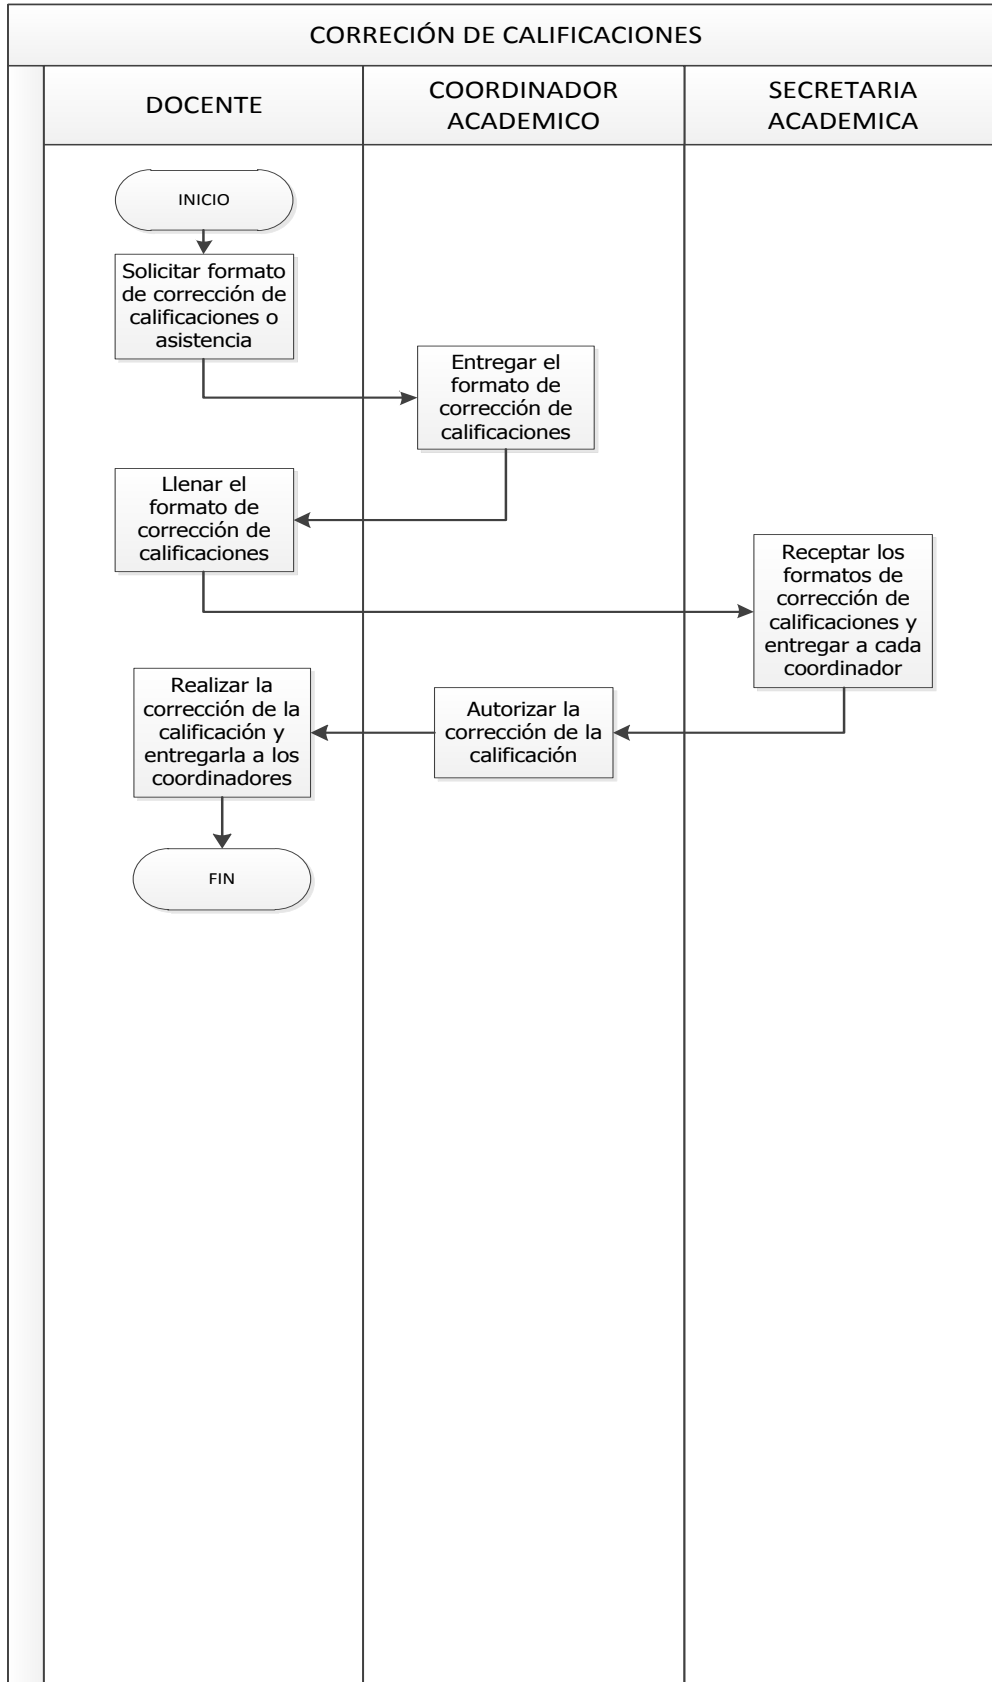 CORRECIÓN DE CALIFICACIONES
DOCENTE
COORDINADOR
ACADEMICO
SECRETARIA
ACADEMICA
INICIO
Solicitar formato
de corrección de
calificaciones o
asistencia
Entregar el
formato de
corrección de
calificaciones
Llenar el
formato de
corrección de
calificaciones
Receptar los
formatos de
corrección de
calificaciones y
entregar a cada
coordinador
Autorizar la
corrección de la
calificación
Realizar la
corrección de la
calificación y
entregarla a los
coordinadores
FIN